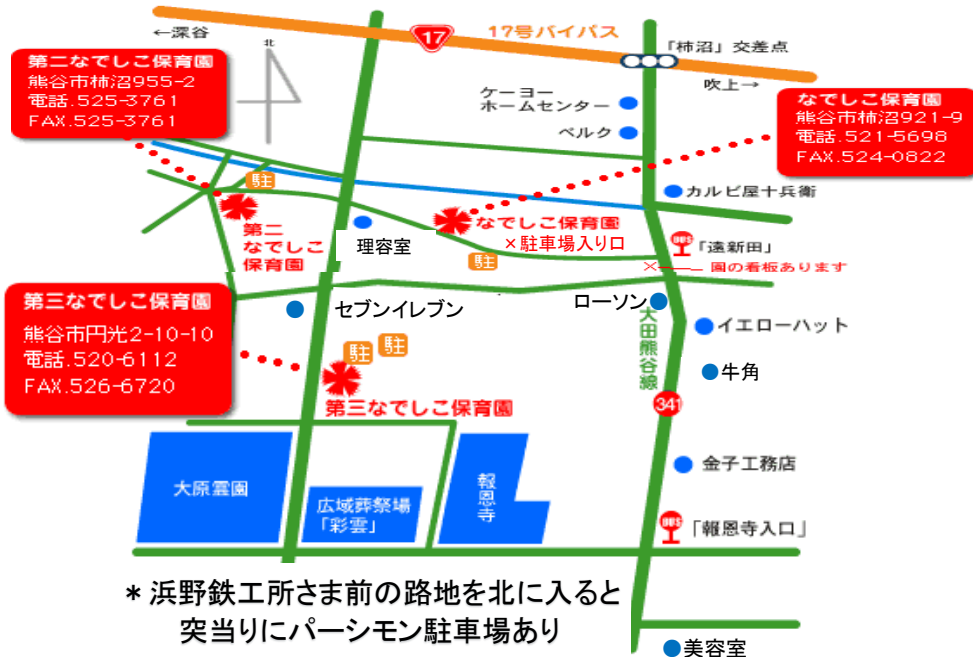 ←深谷
17
17号バイパス
「柿沼」交差点
吹上→
北
第二なでしこ保育園
熊谷市柿沼955-2
電話.525-3761
FAX.525-3761
ケーヨー
ホームセンター
ベルク
なでしこ保育園
熊谷市柿沼921-9
電話.521-5698
FAX.524-0822
駐
カルビ屋十兵衛
第二
なでしこ
保育園
理容室
なでしこ保育園
×駐車場入り口
駐
BUS
「遠新田」
×―― 園の看板あります
第三なでしこ保育園
熊谷市円光2-10-10
電話.520-6112
FAX.526-6720
セブンイレブン
ローソン
大田熊谷線
イエローハット
駐
駐
牛角
341
第三なでしこ保育園
大原霊園
広域葬祭場
「彩雲」
報恩寺
金子工務店
BUS
「報恩寺入口」
＊浜野鉄工所さま前の路地を北に入ると
突当りにパーシモン駐車場あり
美容室